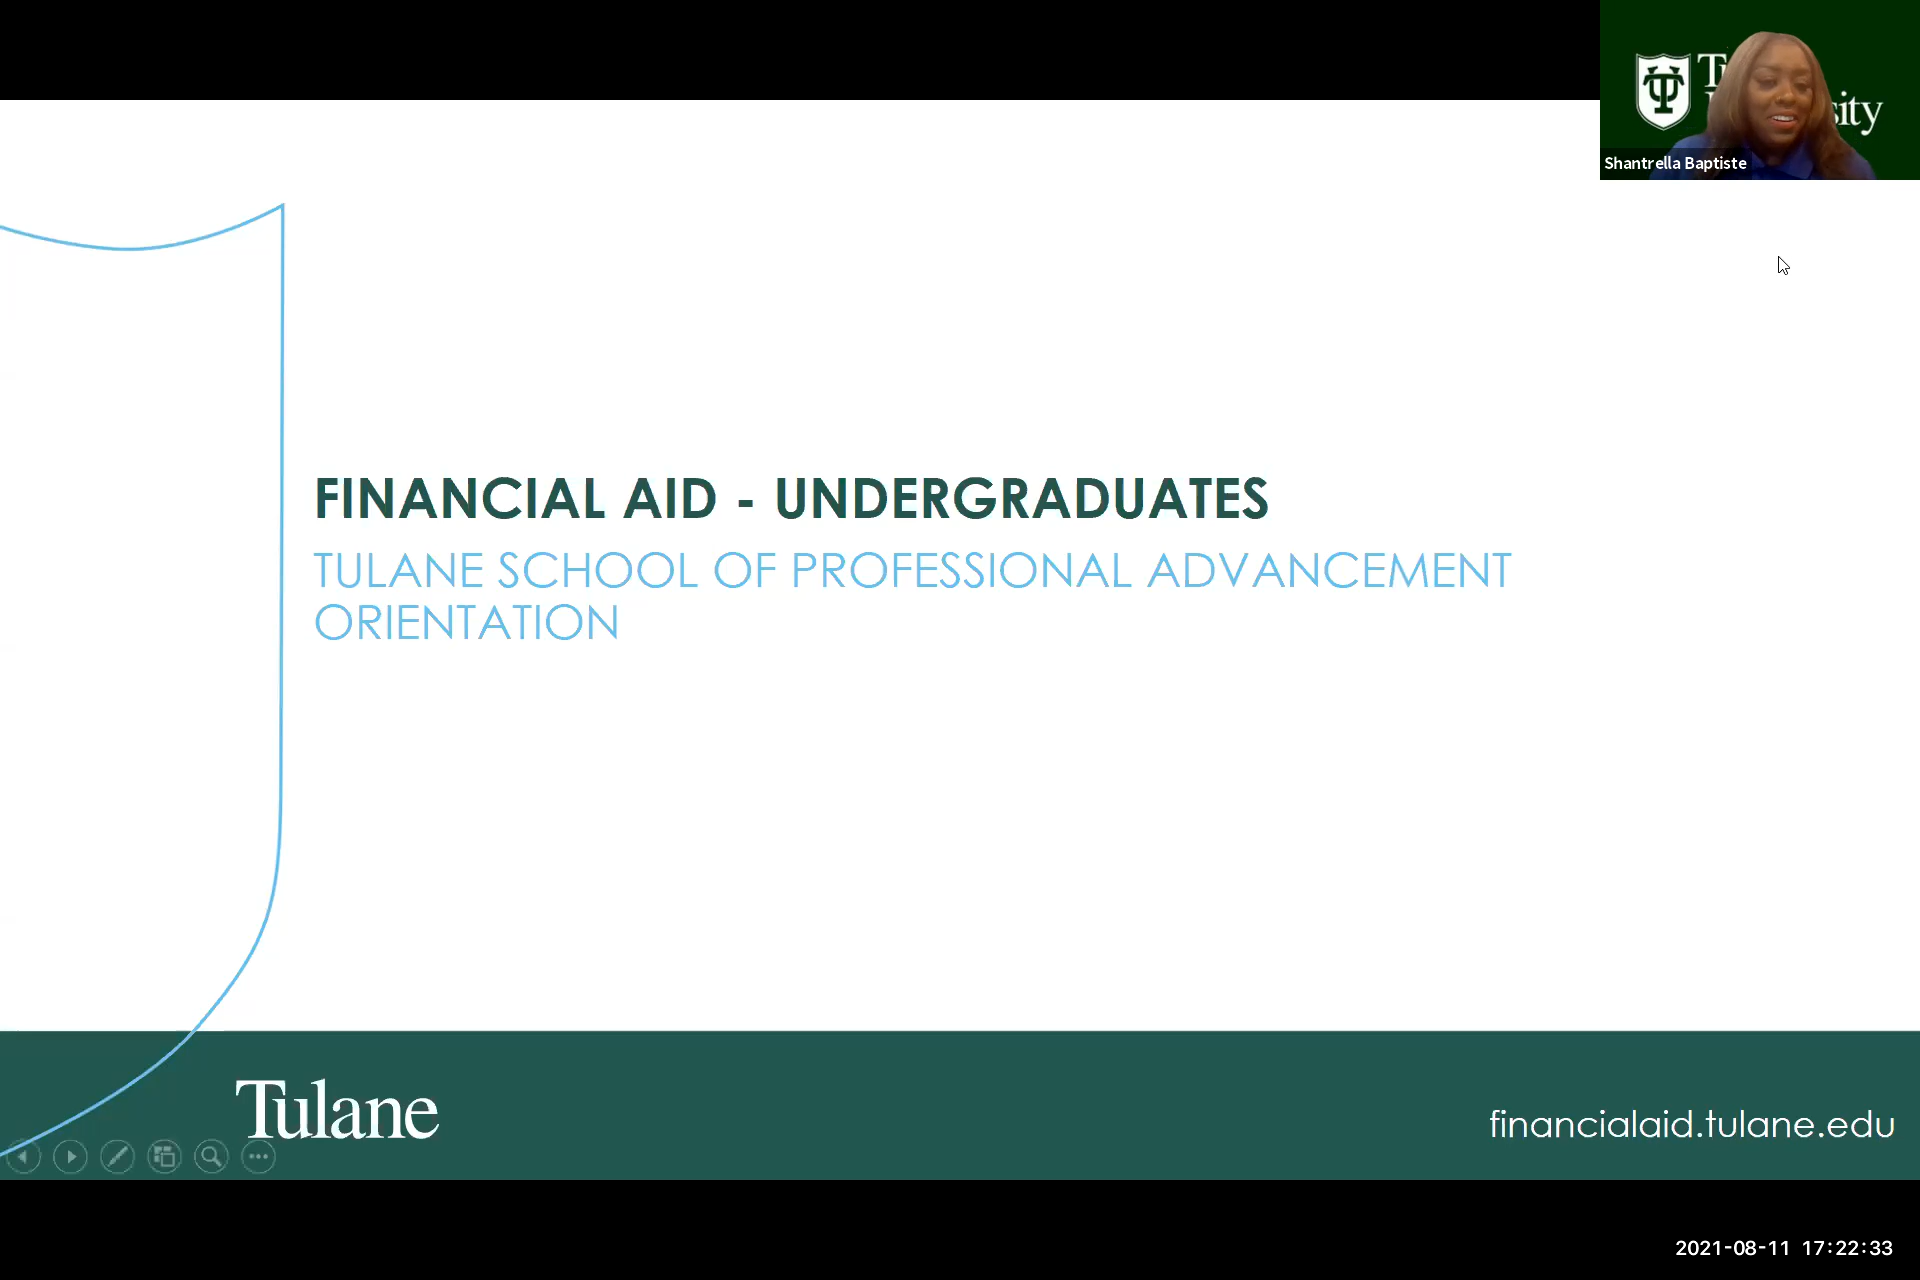 Shantrella Baptiste
FINANCIAL AID - UNDERGRADUATES
TULANE SCHOOL OF PROFESSIONAL ADVANCEMENT
ORIENTATION
Tulane
financialaid.tulane.edu
2021-08-11 17:22:33